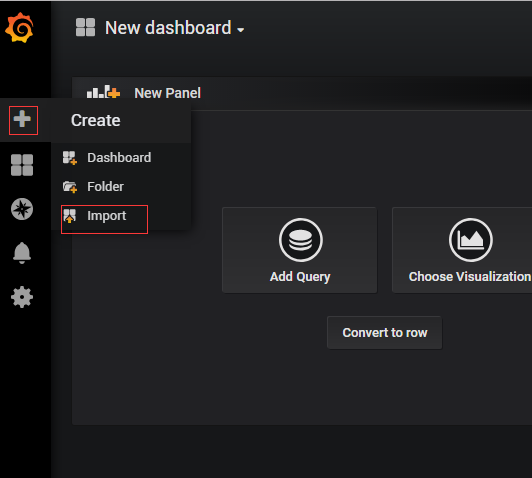 New dashboard
New Panel
Create
Dashboard
Folder
Import
Add Query
Choose Visualization
Convert to row